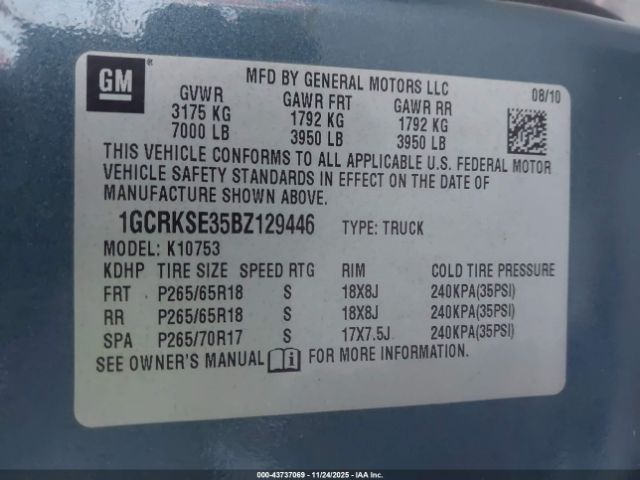 GM
MFD BY GENERAL MOTORS LLC
GVWR GAWR FRT GAWR RR 08/10
3175 KG 1792 KG 1792 KG
7000 LB 3950 LB 3950 LB
THIS VEHICLE CONFORMS TO ALL APPLICABLE U.S. FEDERAL MOTOR
VEHICLE SAFETY STANDARDS IN EFFECT ON THE DATE OF
MANUFACTURE SHOWN ABOVE.
1GCRKSE35BZ129446 TYPE: TRUCK
MODEL: K10753
KDHP TIRE SIZE SPEED RTG RIM COLD TIRE PRESSURE
FRT P265/65R18 S 18X8J 240KPA(35PSI)
RR P265/65R18 S 18X8J 240KPA(35PSI)
SPA P265/70R17 S 17X7.5J 240KPA(35PSI)
SEE OWNER'S MANUAL i FOR MORE INFORMATION.
000-43737069 - 11/24/2025 - IAAI, Inc.